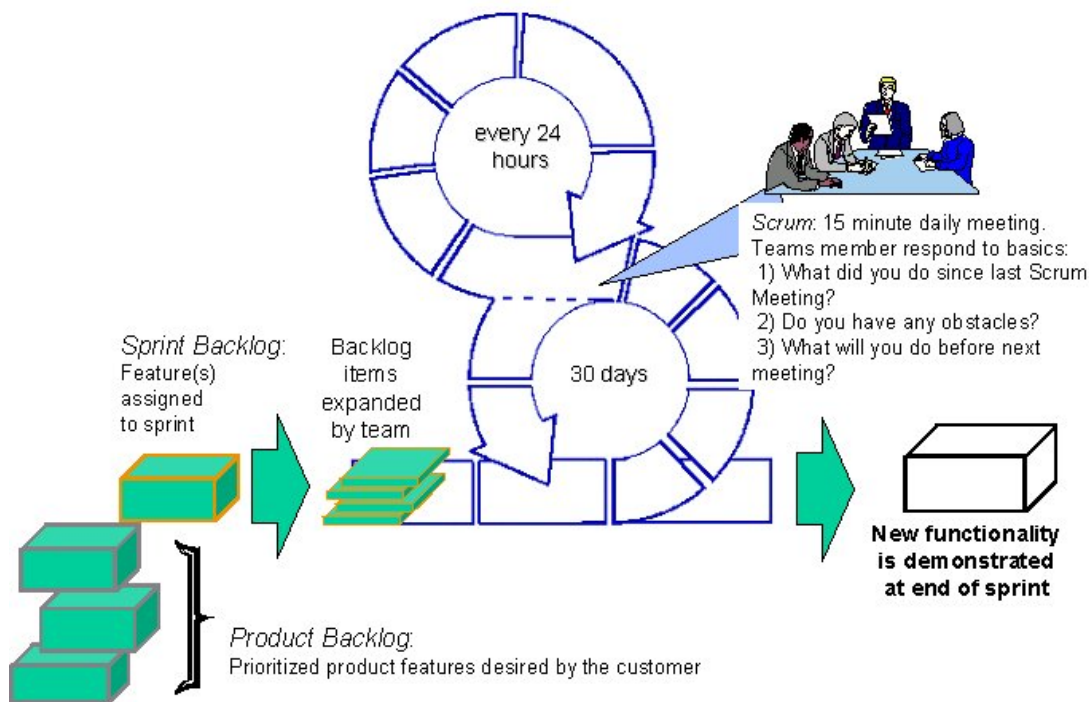 every 24
hours
Scrum: 15 minute daily meeting.
Teams member respond to basics:
1) What did you do since last Scrum
Meeting?
2) Do you have any obstacles?
3) What will you do before next
meeting?
30 days
Sprint Backlog:
Feature(s)
assigned
to sprint
Backlog
items
expanded
by team
New functionality
is demonstrated
at end of sprint
Product Backlog:
Prioritized product features desired by the customer